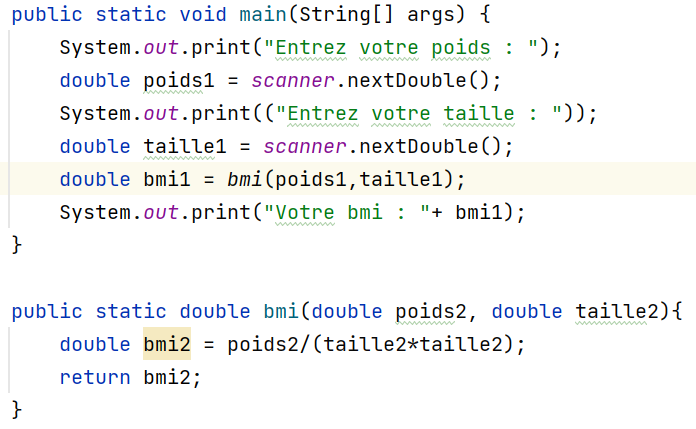 public static void main(String[] args) {
    System.out.print("Entrez votre poids : ");
    double poids1 = scanner.nextDouble();
    System.out.print(("Entrez votre taille : "));
    double taille1 = scanner.nextDouble();
    double bmi1 = bmi(poids1,taille1);
    System.out.print("Votre bmi : "+ bmi1);
}
public static double bmi(double poids2, double taille2){
    double bmi2 = poids2/(taille2*taille2);
    return bmi2;
}